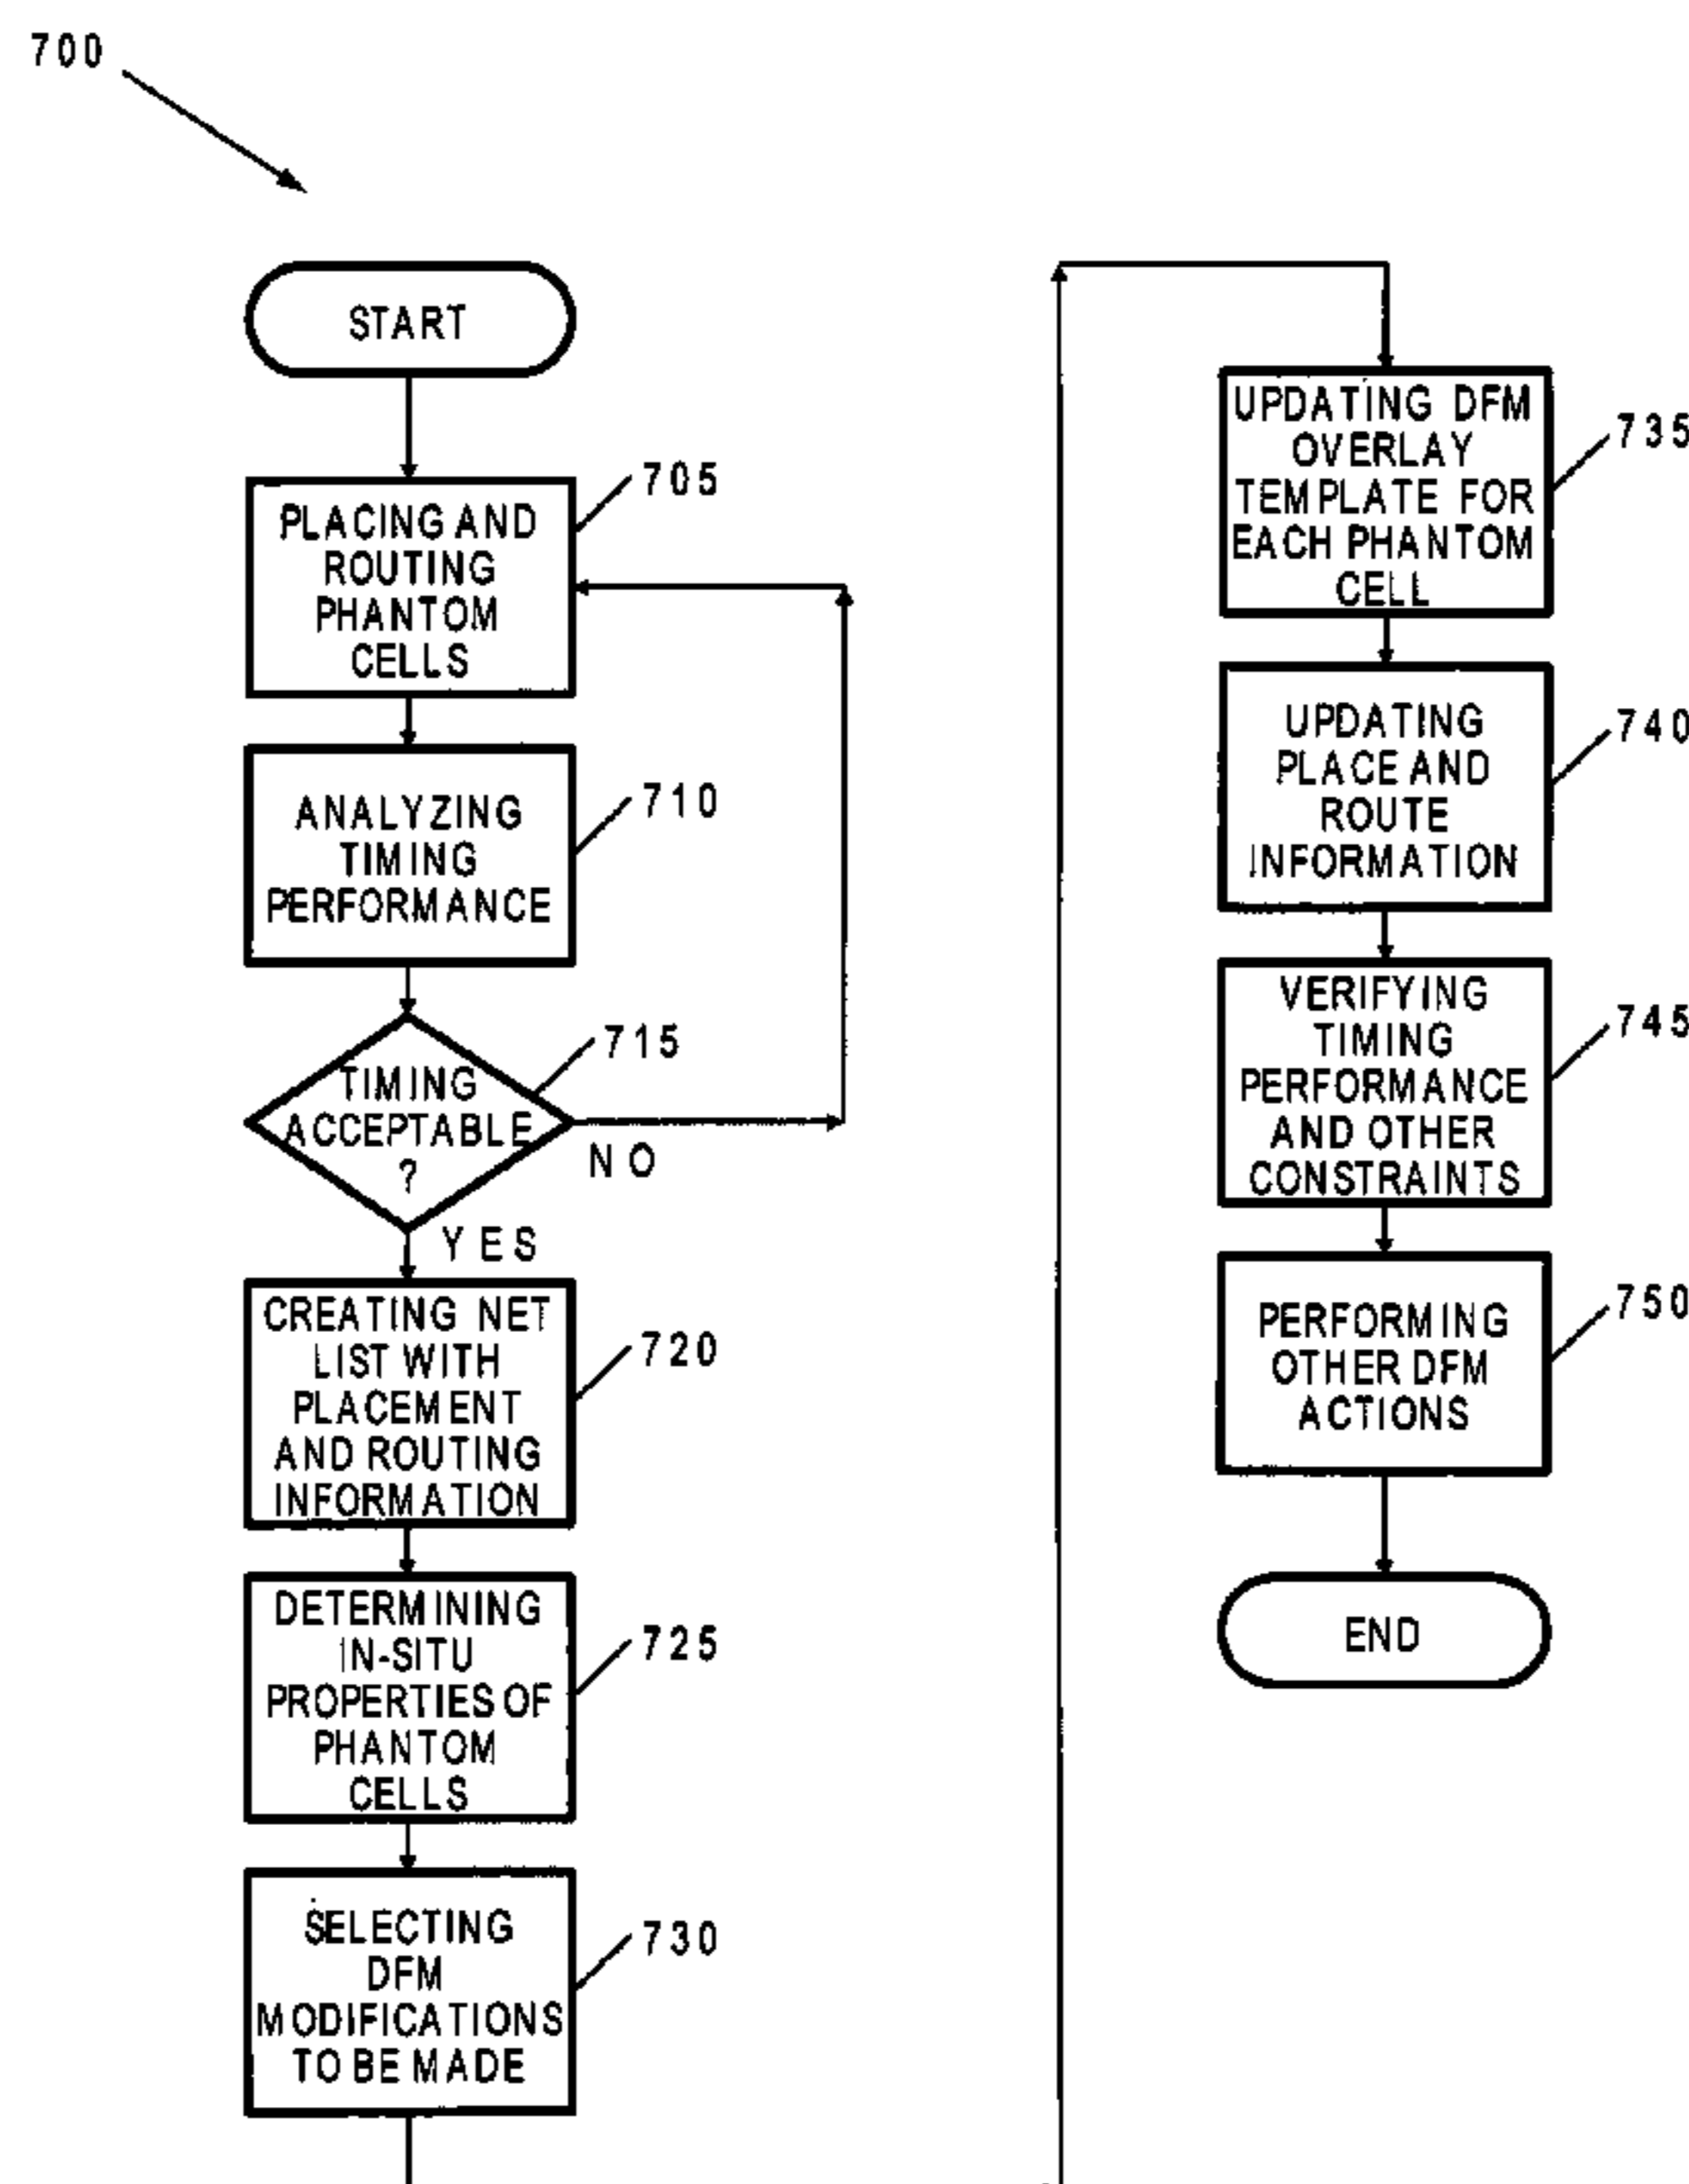 700
START
PLACING AND
ROUTING
PHANTOM
CELLS
705
ANALYZING
TIMING
PERFORMANCE
710
TIMING
ACCEPTABLE
?
715
NO
YES
CREATING NET
LIST WITH
PLACEMENT
AND ROUTING
INFORMATION
720
DETERMINING
IN-SITU
PROPERTIES OF
PHANTOM
CELLS
725
SELECTING
DFM
MODIFICATIONS
TO BE MADE
730
UPDATING DFM
OVERLAY
TEMPLATE FOR
EACH PHANTOM
CELL
735
UPDATING
PLACE AND
ROUTE
INFORMATION
740
VERIFYING
TIMING
PERFORMANCE
AND OTHER
CONSTRAINTS
745
PERFORMING
OTHER DFM
ACTIONS
750
END